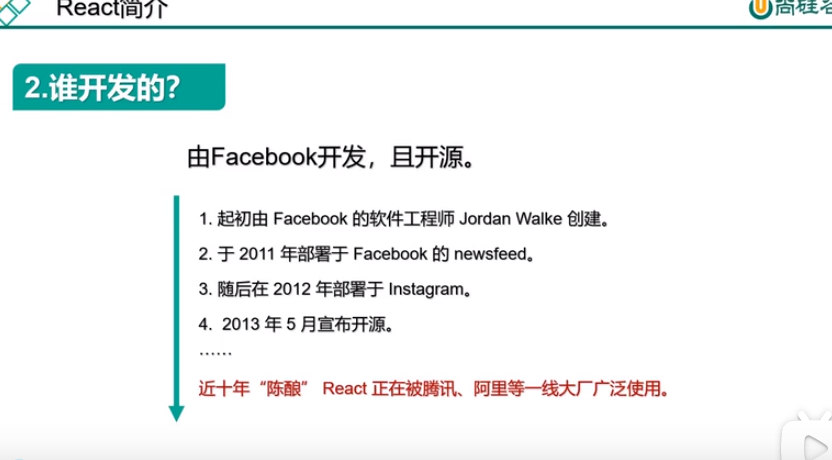 React简介
尚硅谷
2.谁开发的?
由Facebook开发，且开源。
1. 起初由 Facebook 的软件工程师 Jordan Walke 创建。
2. 于 2011 年部署于 Facebook 的 newsfeed。
3. 随后在 2012 年部署于 Instagram。
4. 2013 年 5 月宣布开源。
……
近十年“陈酿” React 正在被腾讯、阿里等一线大厂广泛使用。